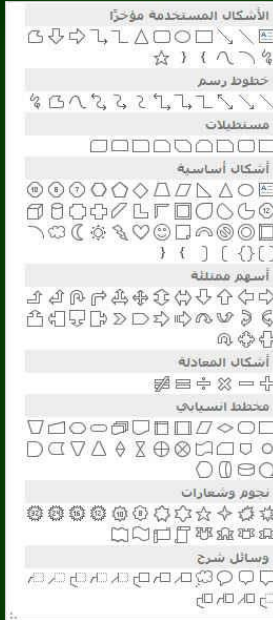 الأشكال المستخدمة مؤخرًا
خطوط رسم
مستطيلات
أشكال أساسية
أسهم ممتلئة
أشكال المعادلة
مخطط انسيابي
نجوم وشعارات
وسائل شرح